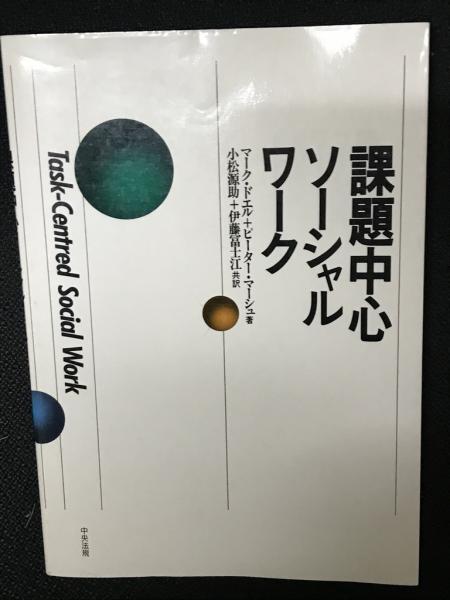 課題中心
ソーシャル
ワーク
マーク・ドエル+ピーター・マーシュ著
小松源助+伊藤冨士江共訳
Task-Centred Social Work
中央法規